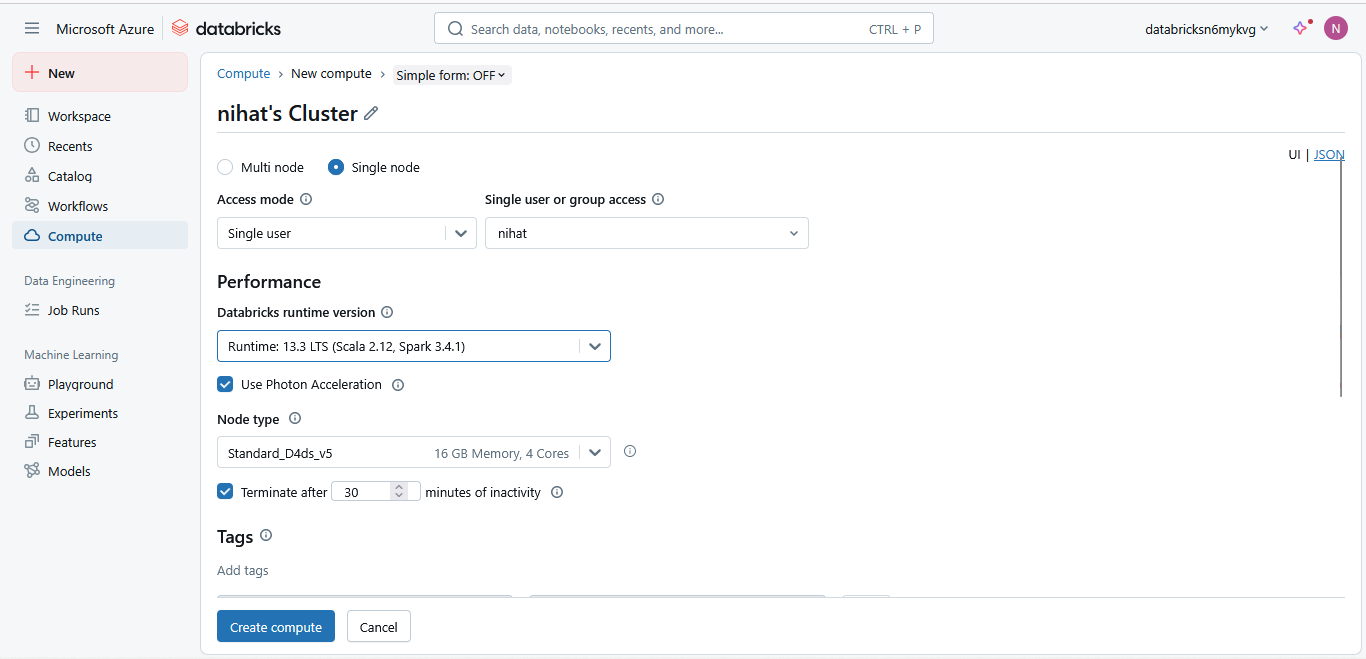 Microsoft Azure databricks Search data, notebooks, recents, and more... CTRL + P databricksn6mykvg N
New
Workspace
Recents
Catalog
Workflows
Compute
Data Engineering
Job Runs
Machine Learning
Playground
Experiments
Features
Models
Compute › New compute › Simple form: OFF
nihat's Cluster
UI | JSON
Multi node Single node
Access mode Single user or group access
Single user nihat
Performance
Databricks runtime version
Runtime: 13.3 LTS (Scala 2.12, Spark 3.4.1)
Use Photon Acceleration
Node type
Standard_D4ds_v5 16 GB Memory, 4 Cores
Terminate after 30 minutes of inactivity
Tags
Add tags
Create compute Cancel